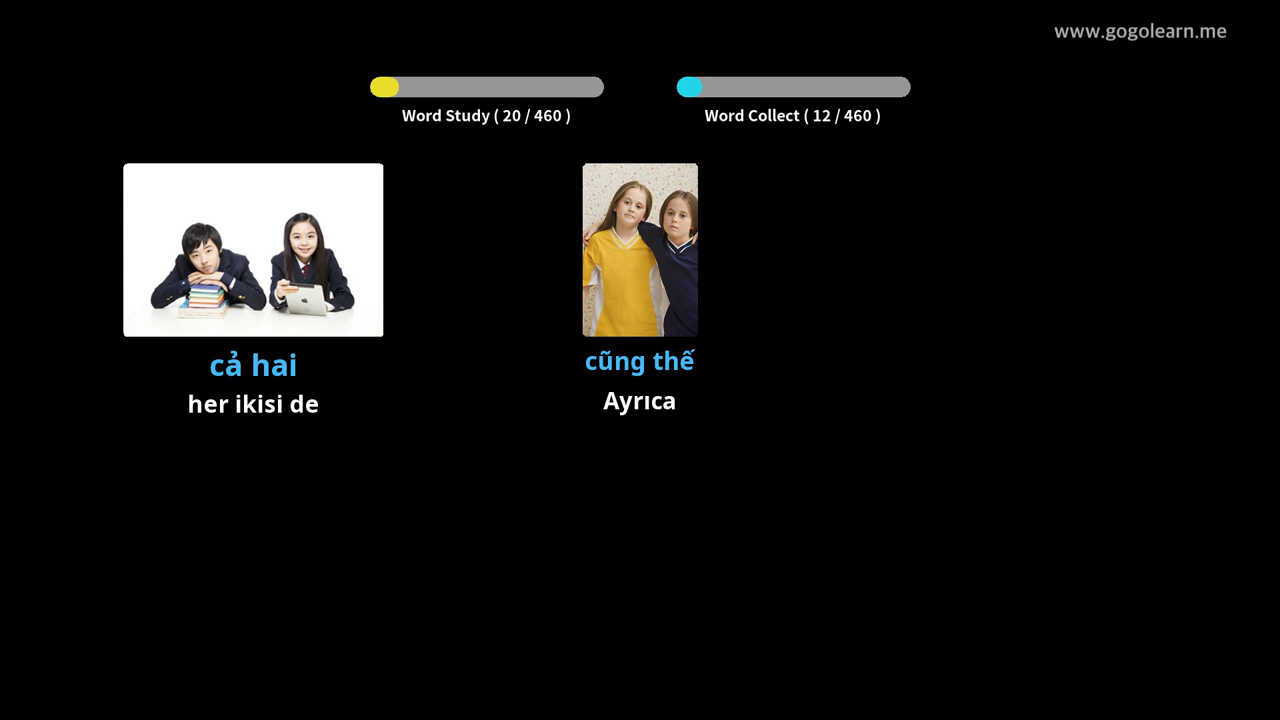 www.gogolearn.me
Word Study ( 20 / 460 )
Word Collect ( 12 / 460 )
cả hai
her ikisi de
cũng thế
Ayrıca